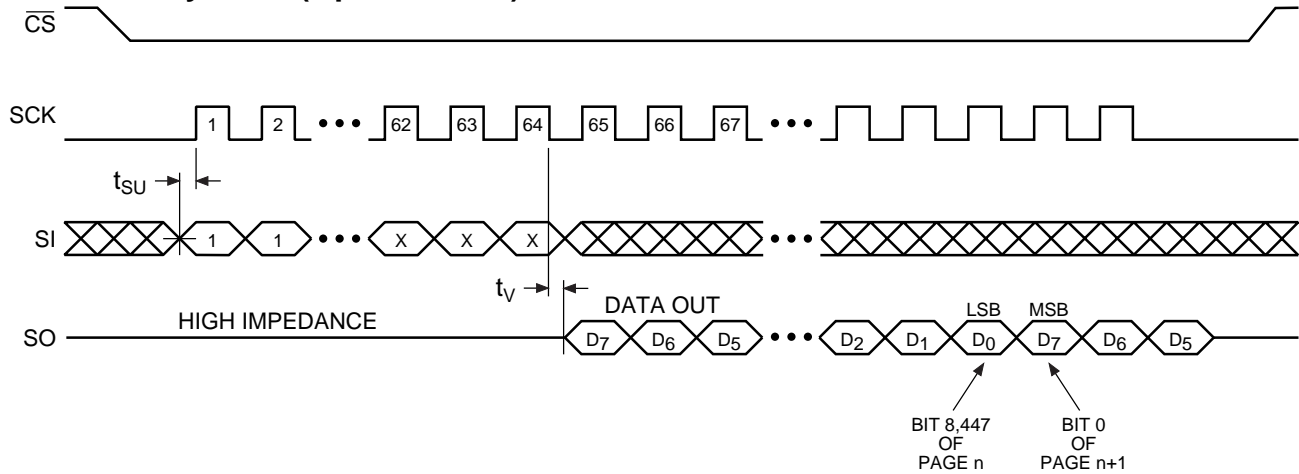 CS
SCK
1 2 ••• 62 63 64 65 66 67 •••
tSU
SI
1 1 ••• X X X •••
tV
DATA OUT
HIGH IMPEDANCE
LSB MSB
SO
D7 D6 D5 ••• D2 D1 D0 D7 D6 D5
BIT 8,447
OF
PAGE n
BIT 0
OF
PAGE n+1